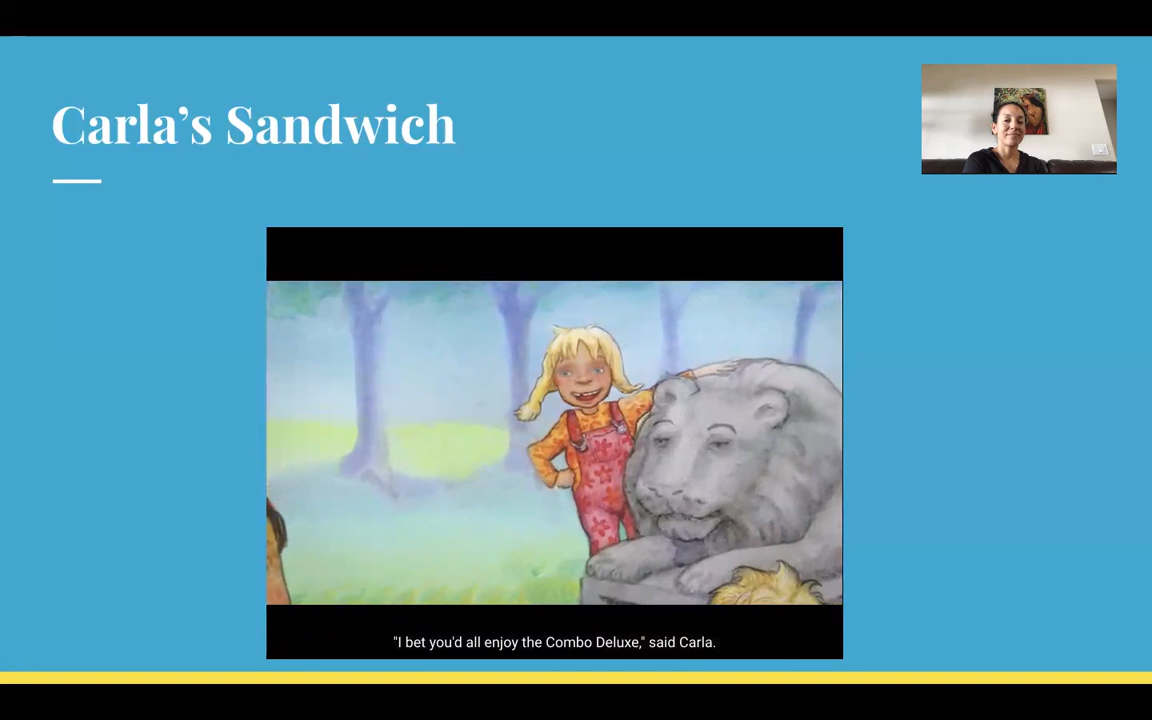 Carla’s Sandwich
"I bet you'd all enjoy the Combo Deluxe," said Carla.